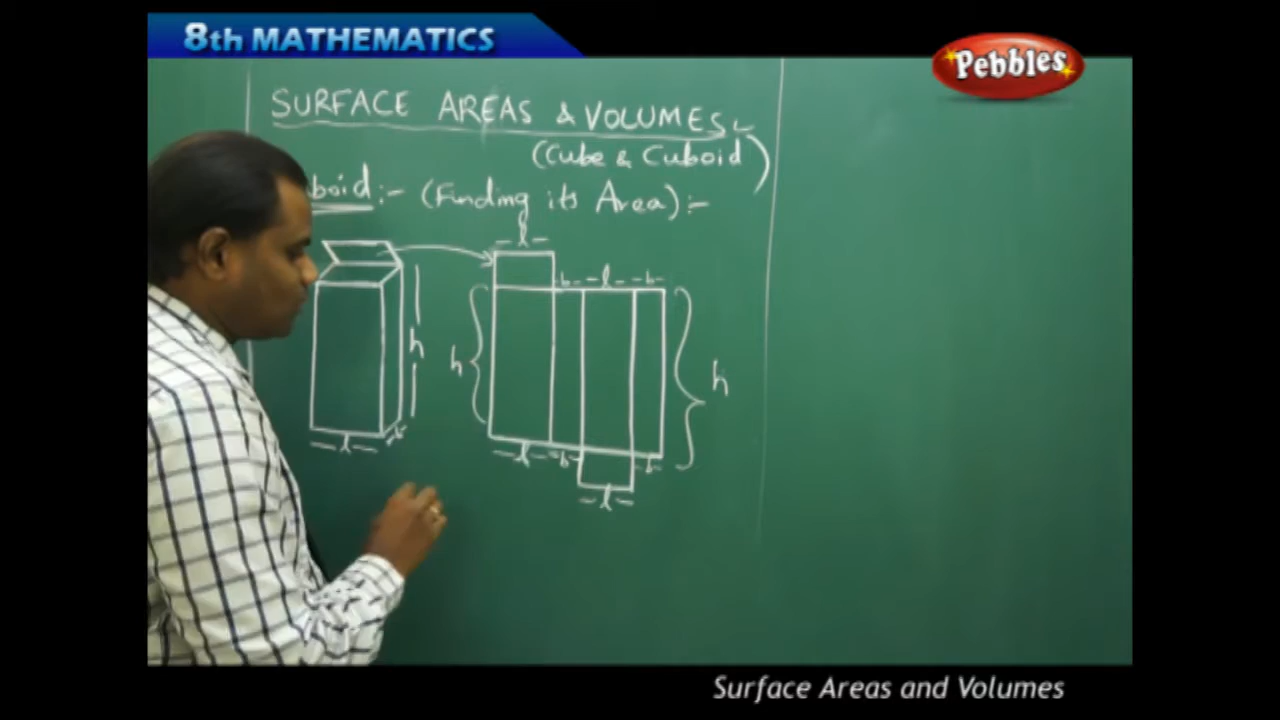 8th MATHEMATICS
Pebbles
SURFACE AREAS & VOLUMES
(Cube & Cuboid)
boid :- (Finding its Area) :-
l
b l b
h h h
l b l b b
l
Surface Areas and Volumes